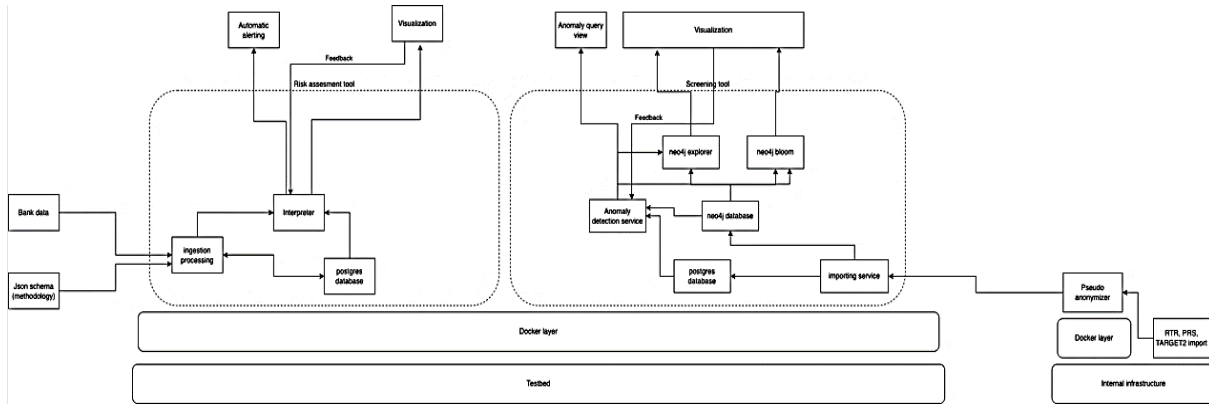 Automatic
alerting
Visualization
Anomaly query
view
Visualization
Feedback
Risk assesment tool
Screening tool
Feedback
neo4j explorer
neo4j bloom
Bank data
Interpreter
Anomaly
detection service
neo4j database
ingestion
processing
postgres
database
postgres
database
importing service
Json schema
(methodology)
Pseudo
anonymizer
Docker layer
Docker layer
RTR, PRS,
TARGET2 import
Testbed
Internal infrastructure